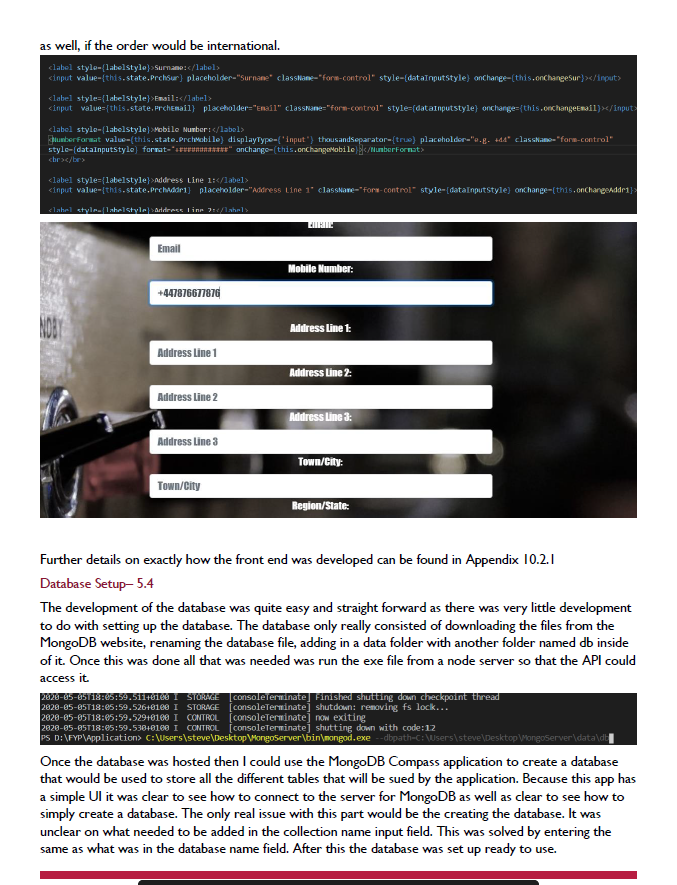 as well, if the order would be international.
<label style={labelStyle}>Surname:</label>
<input value={this.state.PrchSur} placeholder="Surname" className="form-control" style={dataInputStyle} onChange={this.onChangeSur}></input>
<label style={labelStyle}>Email:</label>
<input value={this.state.PrchEmail} placeholder="Email" className="form-control" style={dataInputStyle} onChange={this.onChangeEmail}></input>
<label style={labelStyle}>Mobile Number:</label>
<NumberFormat value={this.state.PrchMobile} displayType={'input'} thousandSeparator={true} placeholder="e.g. +44" className="form-control"
style={dataInputStyle} format="+############" onChange={this.onChangeMobile}></NumberFormat>
<br></br>
<label style={labelStyle}>Address Line 1:</label>
<input value={this.state.PrchAddr1} placeholder="Address Line 1" className="form-control" style={dataInputStyle} onChange={this.onChangeAddr1}>
<label style={labelStyle}>Address Line 2:</label>
Email:
Email
Mobile Number:
+447876677876
NDBY
Address Line 1:
Address Line 1
Address Line 2:
Address Line 2
Address Line 3:
Address Line 3
Town/City:
Town/City
Region/State:
Further details on exactly how the front end was developed can be found in Appendix 10.2.1
Database Setup– 5.4
The development of the database was quite easy and straight forward as there was very little development
to do with setting up the database. The database only really consisted of downloading the files from the
MongoDB website, renaming the database file, adding in a data folder with another folder named db inside
of it. Once this was done all that was needed was run the exe file from a node server so that the API could
access it.
2020-05-05T18:05:59.511+0100 I STORAGE [consoleTerminate] Finished shutting down checkpoint thread
2020-05-05T18:05:59.526+0100 I STORAGE [consoleTerminate] shutdown: removing fs lock...
2020-05-05T18:05:59.529+0100 I CONTROL [consoleTerminate] now exiting
2020-05-05T18:05:59.530+0100 I CONTROL [consoleTerminate] shutting down with code:12
PS D:\FYP\Application> C:\Users\steve\Desktop\MongoServer\bin\mongod.exe --dbpath=C:\Users\steve\Desktop\MongoServer\data\db
Once the database was hosted then I could use the MongoDB Compass application to create a database
that would be used to store all the different tables that will be sued by the application. Because this app has
a simple UI it was clear to see how to connect to the server for MongoDB as well as clear to see how to
simply create a database. The only real issue with this part would be the creating the database. It was
unclear on what needed to be added in the collection name input field. This was solved by entering the
same as what was in the database name field. After this the database was set up ready to use.